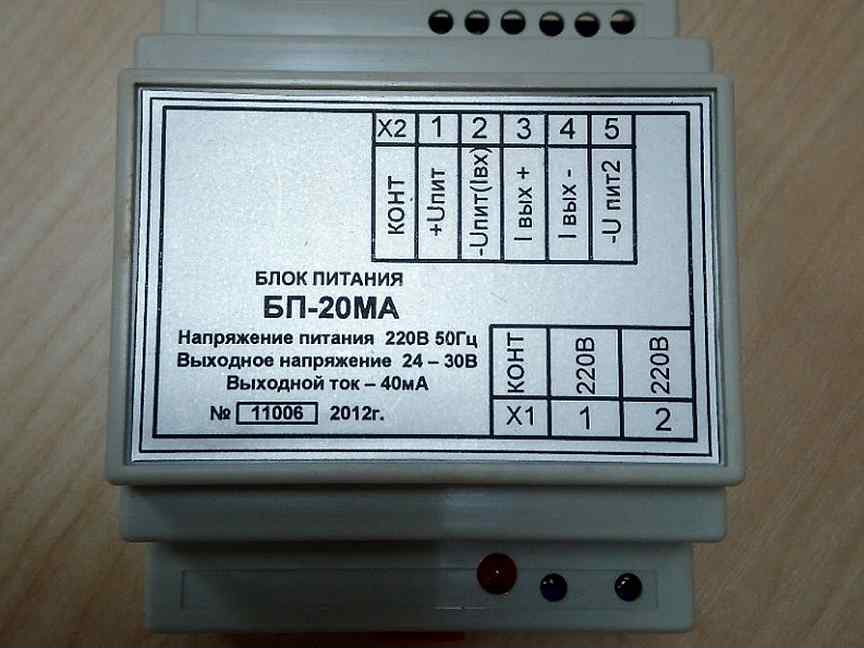 X2 1 2 3 4 5
КОНТ +Uпит -Uпит(Iвх) I вых + I вых - -U пит2
БЛОК ПИТАНИЯ
БП-20МА
Напряжение питания 220В 50Гц
Выходное напряжение 24 – 30В
Выходной ток – 40мА
№ 11006 2012г.
КОНТ 220В 220В
X1 1 2